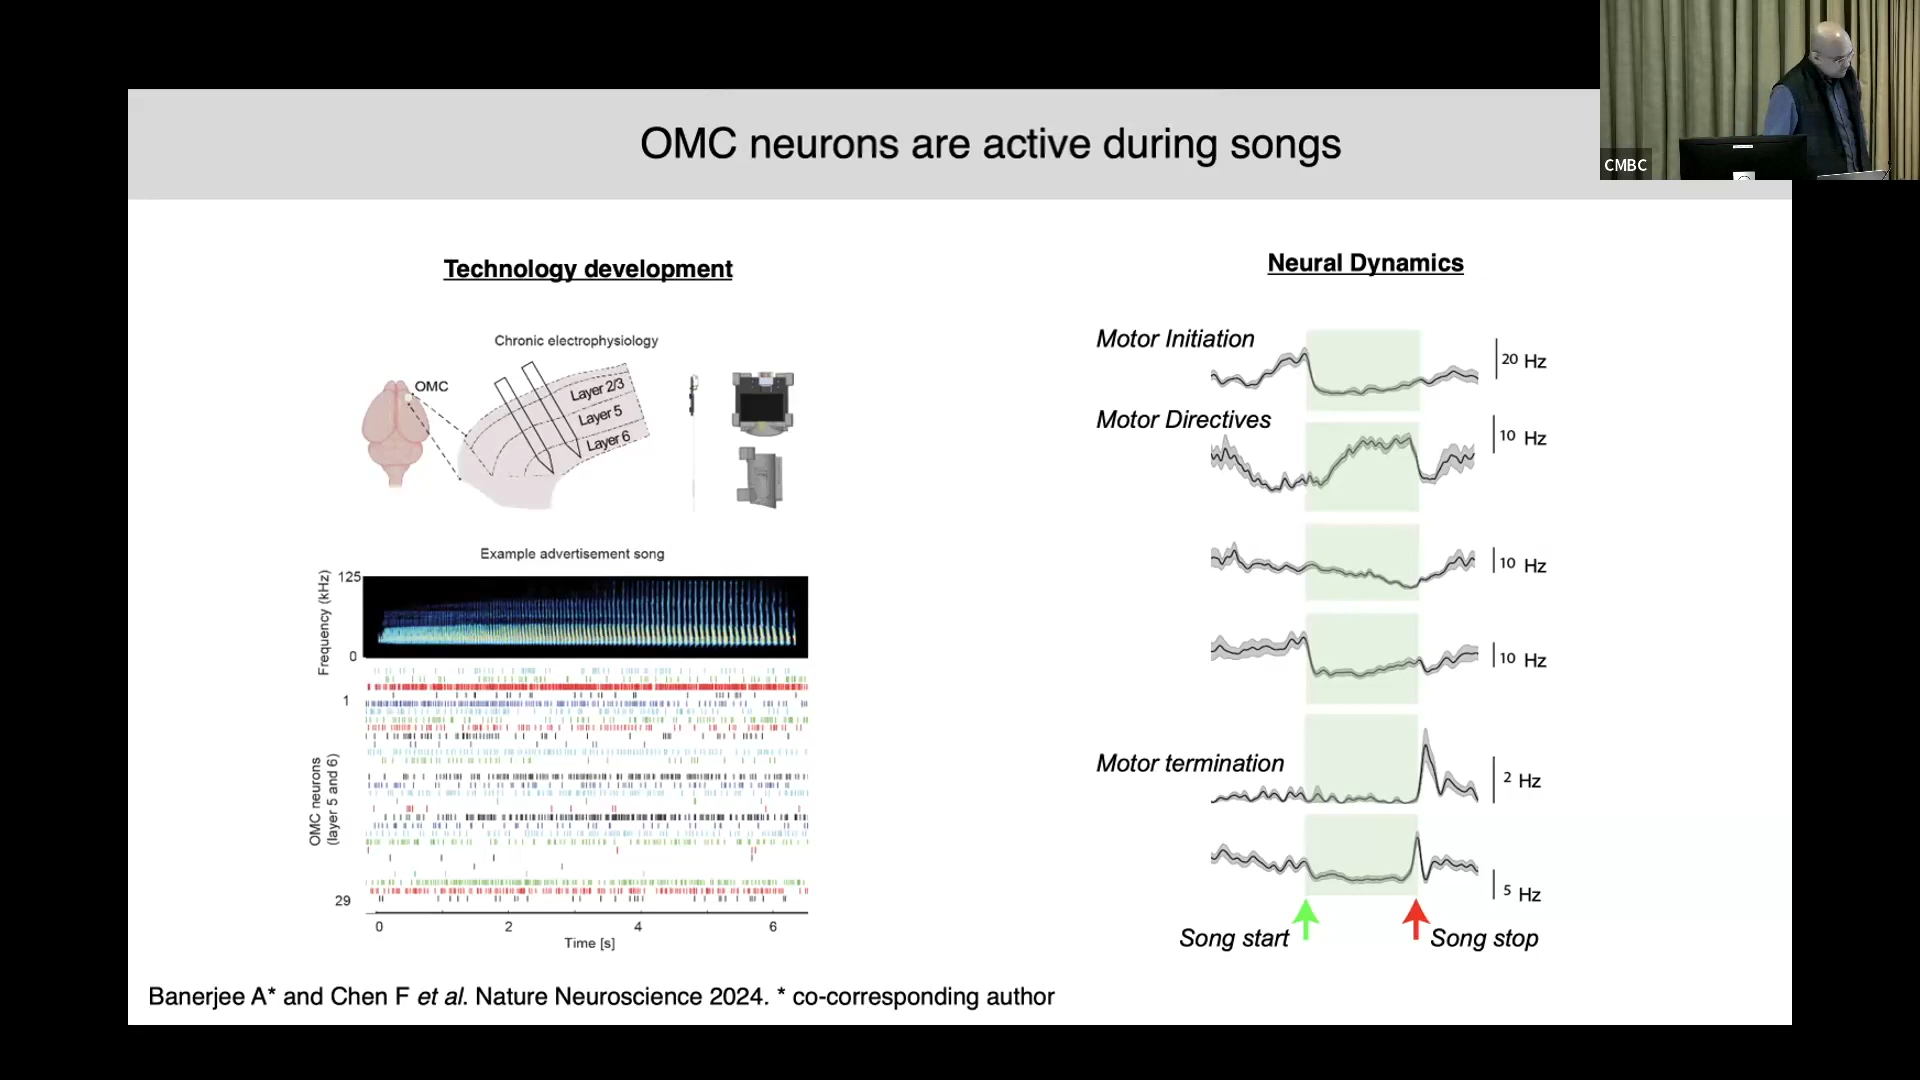 CMBC
OMC neurons are active during songs
Technology development
Chronic electrophysiology
OMC
Layer 2/3
Layer 5
Layer 6
Example advertisement song
Frequency (kHz)
125
0
OMC neurons
(layer 5 and 6)
1
29
0 2 4 6
Time [s]
Neural Dynamics
Motor Initiation
20 Hz
Motor Directives
10 Hz
10 Hz
10 Hz
Motor termination
2 Hz
5 Hz
Song start
Song stop
Banerjee A* and Chen F et al. Nature Neuroscience 2024. * co-corresponding author